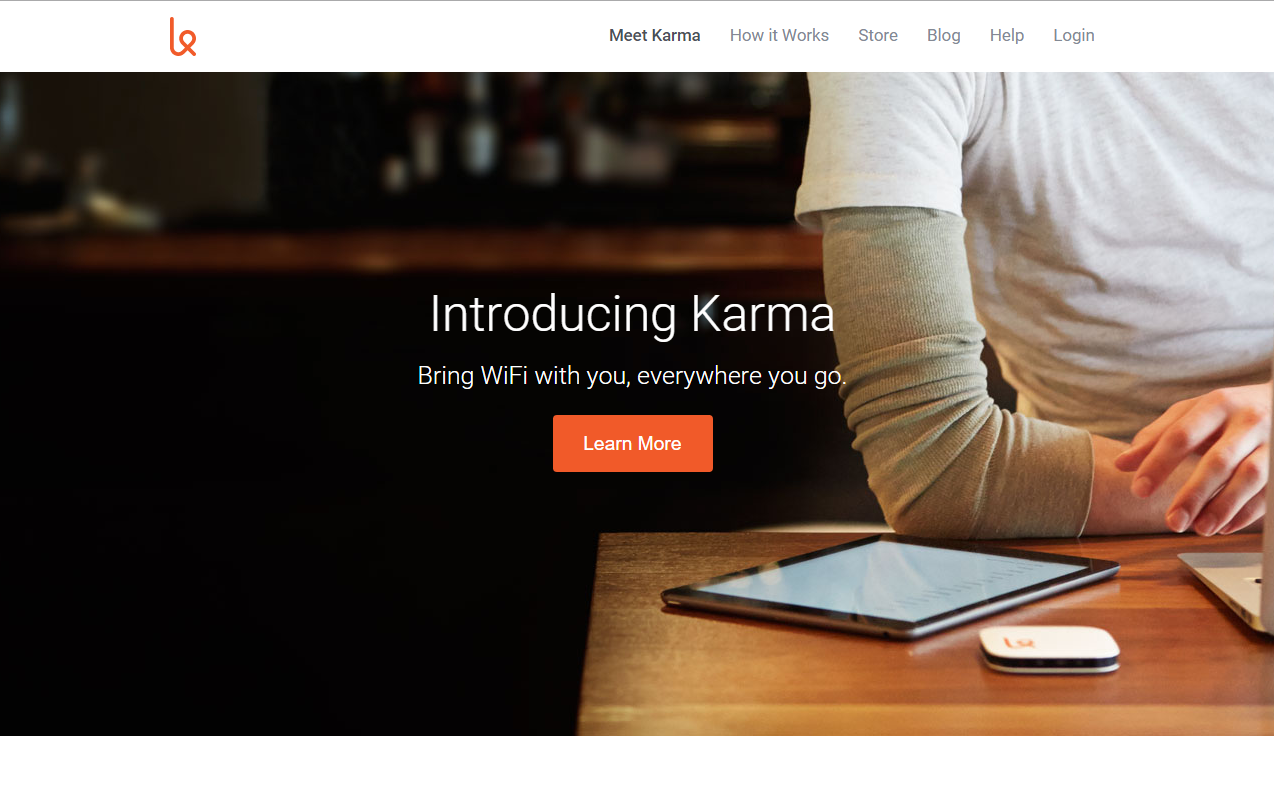 Meet Karma How it Works Store Blog Help Login
Introducing Karma
Bring WiFi with you, everywhere you go.
Learn More